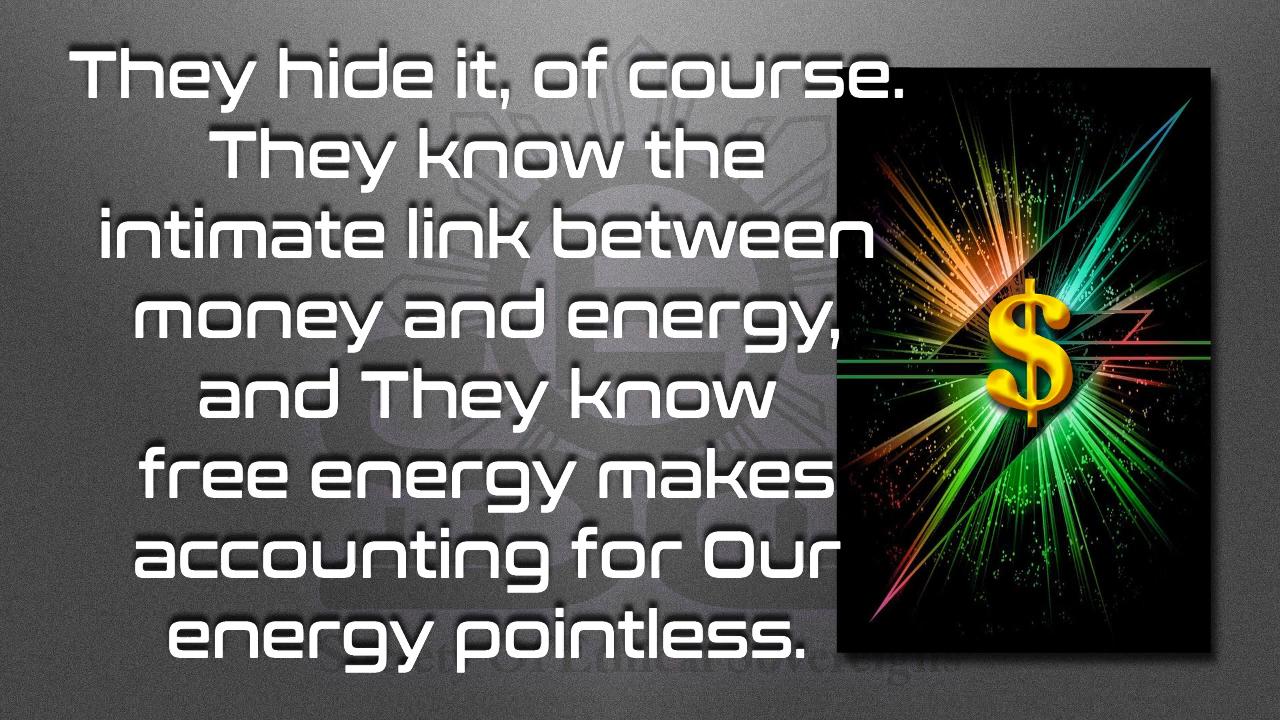 They hide it, of course.
They know the
intimate link between
money and energy,
and They know
free energy makes
accounting for Our
energy pointless.
$